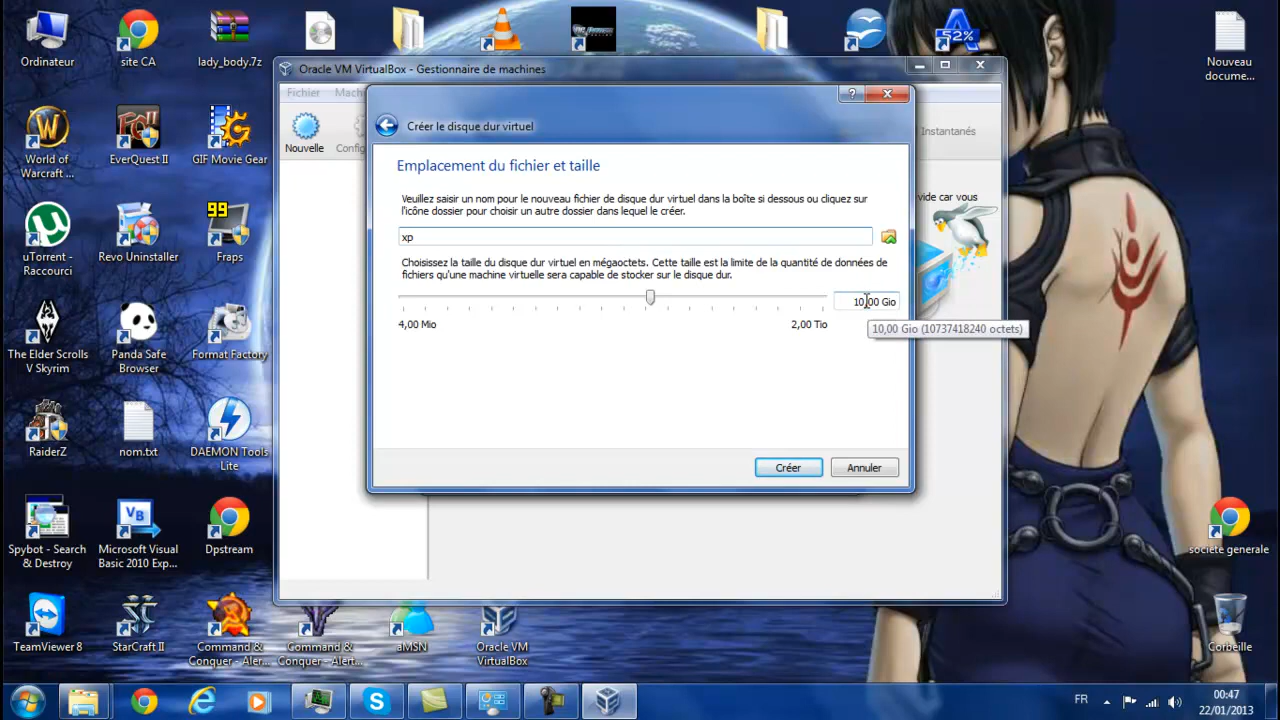 Ordinateur
site CA
lady_body.7z
52%
Nouveau
docume...
World of
Warcraft ...
EverQuest II
GIF Movie Gear
uTorrent -
Raccourci
Revo Uninstaller
99
Fraps
The Elder Scrolls
V Skyrim
Panda Safe
Browser
Format Factory
RaiderZ
nom.txt
DAEMON Tools
Lite
Spybot - Search
& Destroy
VB
Microsoft Visual
Basic 2010 Exp...
Dpstream
TeamViewer 8
StarCraft II
Command &
Conquer - Aler...
Command &
Conquer - Alert...
aMSN
Oracle VM
VirtualBox
societe generale
Corbeille
Oracle VM VirtualBox - Gestionnaire de machines
Fichier Mach
Nouvelle
Config
Instantanés
vide car vous
?
Créer le disque dur virtuel
Emplacement du fichier et taille
Veuillez saisir un nom pour le nouveau fichier de disque dur virtuel dans la boîte si dessous ou cliquez sur
l'icône dossier pour choisir un autre dossier dans lequel le créer.
xp
Choisissez la taille du disque dur virtuel en mégaoctets. Cette taille est la limite de la quantité de données de
fichiers qu'une machine virtuelle sera capable de stocker sur le disque dur.
10,00 Gio
4,00 Mio
2,00 Tio
10,00 Gio (10737418240 octets)
Créer
Annuler
FR
00:47
22/01/2013